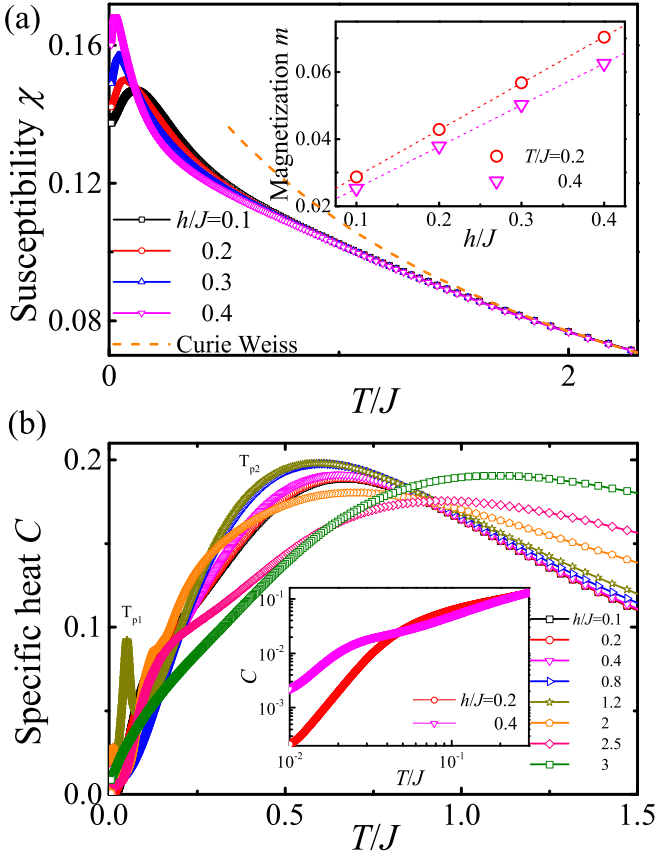 (a)
0.16
0.12
0.08
Susceptibility χ
h/J=0.1
0.2
0.3
0.4
Curie Weiss
0
2
T/J
Magnetization m
0.06
0.04
0.02
T/J=0.2
0.4
0.1
0.2
0.3
0.4
h/J
(b)
0.2
0.1
0.0
Specific heat C
Tp1
Tp2
h/J=0.1
0.2
0.4
0.8
1.2
2
2.5
3
C
10-1
10-2
10-3
h/J=0.2
0.4
10-2
10-1
T/J
0.0
0.5
1.0
1.5
T/J